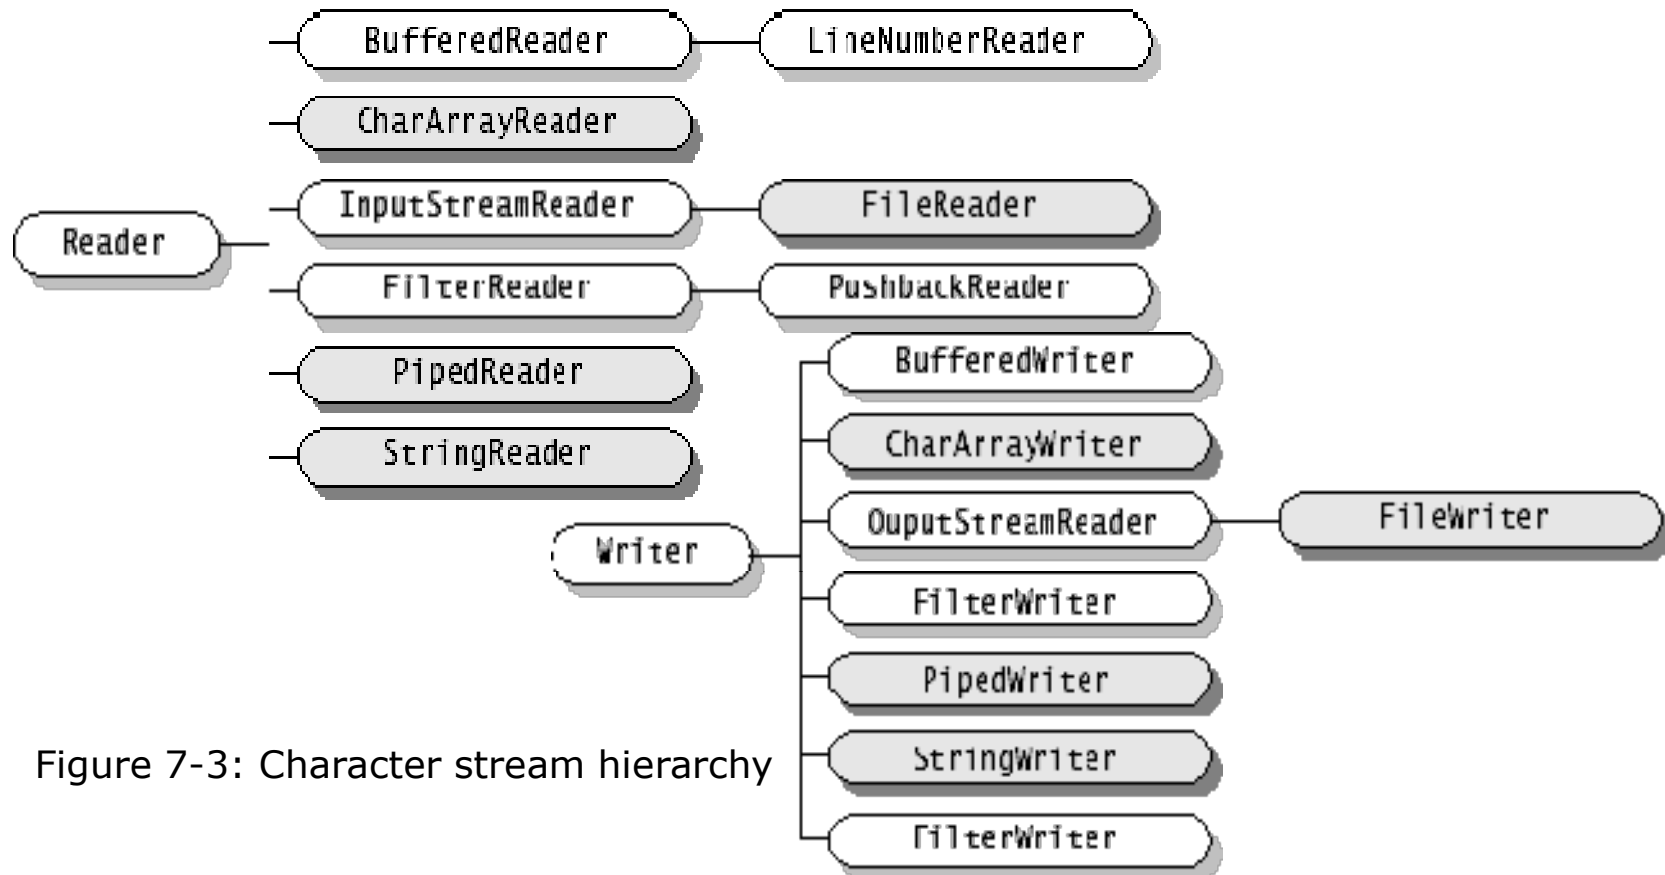 BufferedReader
LineNumberReader
CharArrayReader
InputStreamReader
FileReader
Reader
FilterReader
PushbackReader
PipedReader
StringReader
BufferedWriter
CharArrayWriter
OuputStreamReader
FileWriter
Writer
FilterWriter
PipedWriter
StringWriter
FilterWriter
Figure 7-3: Character stream hierarchy